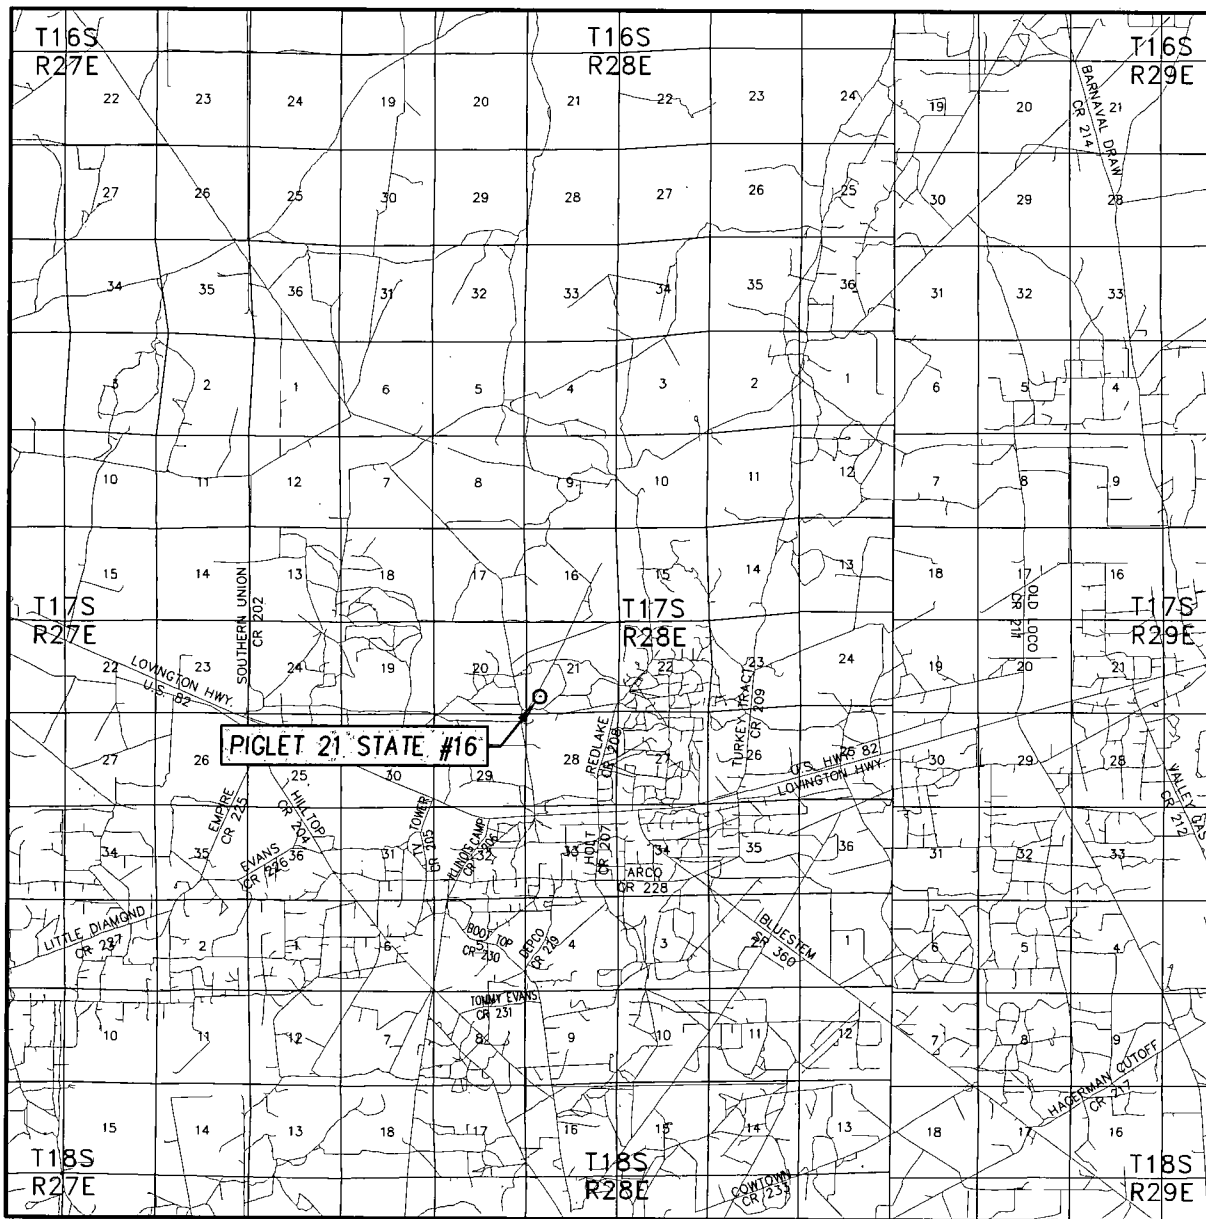 T16S T16S T16S
R27E R28E R29E
22 23 24 19 20 21 22 23 24 19 20 21
BARNAVAL DRAW
CR 214
27 26 25 30 29 28 27 26 25 30 29 28
34 35 36 31 32 33 34 35 36 31 32 33
3 2 1 6 5 4 3 2 1 6 5 4
10 11 12 7 8 9 10 11 12 7 8 9
15 14 13 18 17 16 15 14 13 18 17 16
T17S T17S T17S
R27E R28E R29E
SOUTHERN UNION
CR 202
OLD LOCO
CR 211
22 23 24 19 20 21 22 23 24 19 20 21
LOVINGTON HWY.
U.S. 82
TURKEY TRACT
CR 209
PIGLET 21 STATE #16
REDLAKE
CR 208
27 26 25 30 29 28 27 26 26 30 29 28
U.S. HWY. 82
LOVINGTON HWY
VALLEY GAS
CR 212
EMPIRE
CR 225
HILLTOP
CR 204
TV TOWER
CR 205
ILLINOIS CAMP
CR 206
HOLT
CR 207
34 35 36 31 32 33 34 35 36 31 32 33
EVANS
CR 226
ARCO
CR 228
LITTLE DIAMOND
CR 227
BOOT TOP
CR 230
DEPCO
CR 229
BLUESTEM
SR 360
3 2 1 6 5 4 3 2 1 6 5 4
TOMMY EVANS
CR 231
10 11 12 7 8 9 10 11 12 7 8 9
HAGERMAN CUTOFF
CR 217
15 14 13 18 17 16 15 14 13 18 17 16
T18S T18S T18S
R27E R28E R29E
COWTOWN
CR 233